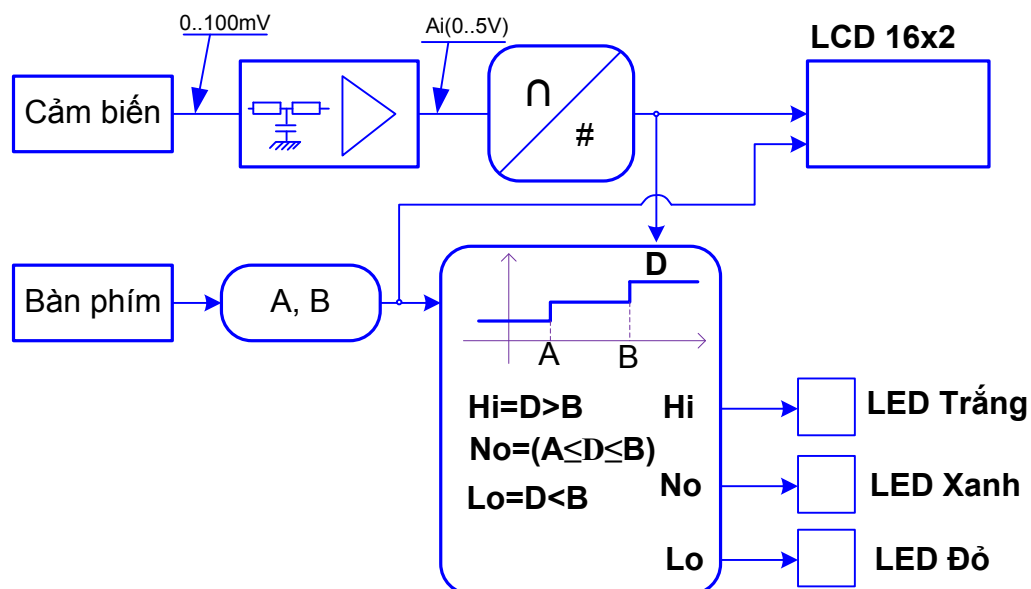 0..100mV
Ai(0..5V)
LCD 16x2
Cảm biến
∩
#
Bàn phím
A, B
D
A
B
Hi=D>B
Hi
LED Trắng
No=(A≤D≤B)
No
LED Xanh
Lo=D<B
Lo
LED Đỏ